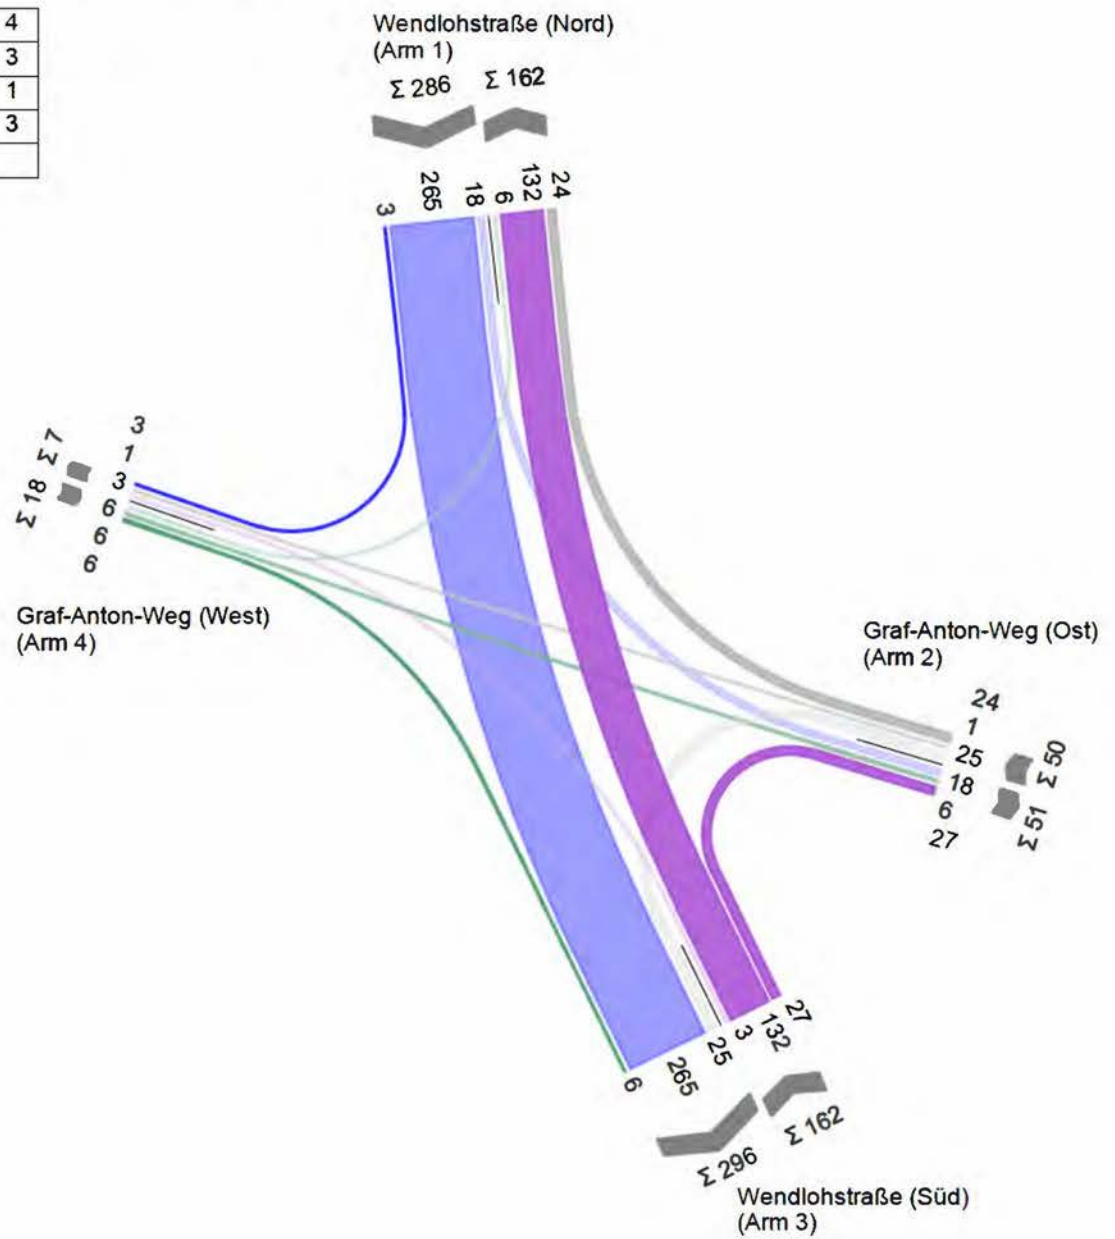 4
3
1
3
Wendlohstraße (Nord)
(Arm 1)
Σ 286
Σ 162
3
265
18
6
132
24
3
1
3
6
6
6
Σ 7
Σ 18
Graf-Anton-Weg (West)
(Arm 4)
Graf-Anton-Weg (Ost)
(Arm 2)
24
1
25
18
6
27
Σ 50
Σ 51
6
265
25
3
132
27
Σ 296
Σ 162
Wendlohstraße (Süd)
(Arm 3)